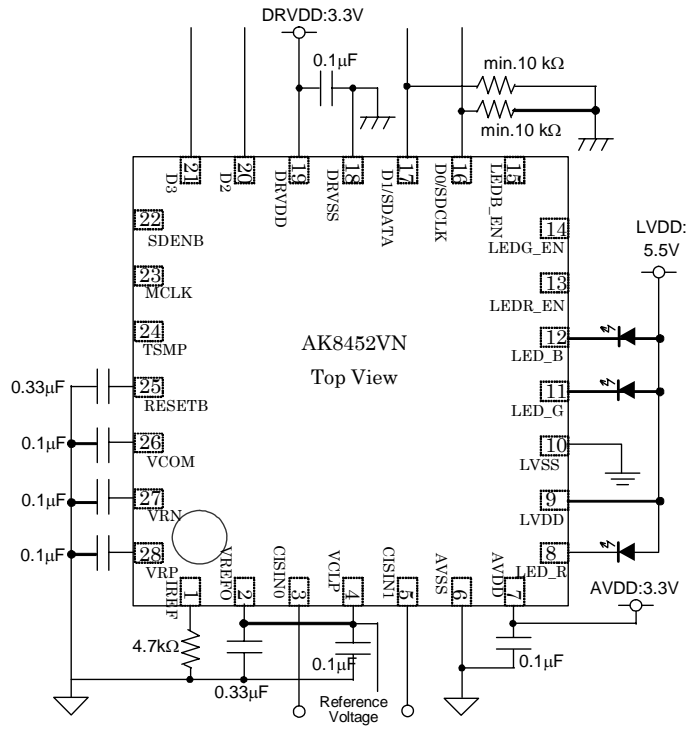 DRVDD:3.3V
0.1μF
min.10 kΩ
min.10 kΩ
21
20
19
18
17
16
15
D3
D2
DRVDD
DRVSS
D1/SDATA
D0/SDCLK
LEDB_EN
22
SDENB
23
MCLK
24
TSMP
0.33μF
25
RESETB
0.1μF
26
VCOM
0.1μF
27
VRN
0.1μF
28
VRP
AK8452VN
Top View
14
LEDG_EN
13
LEDR_EN
LVDD:
5.5V
12
LED_B
11
LED_G
10
LVSS
9
LVDD
8
LED_R
IREF
VREFO
CISIN0
VCLP
CISIN1
AVSS
AVDD
1
2
3
4
5
6
7
AVDD:3.3V
4.7kΩ
0.33μF
0.1μF
0.1μF
Reference
Voltage